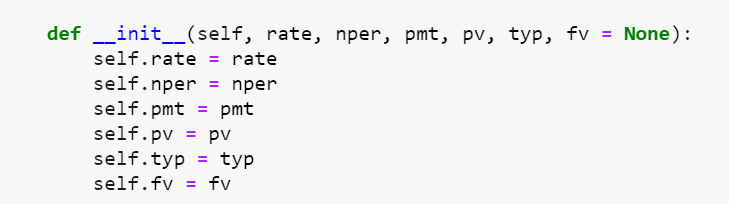 def __init__(self, rate, nper, pmt, pv, typ, fv = None):
    self.rate = rate
    self.nper = nper
    self.pmt = pmt
    self.pv = pv
    self.typ = typ
    self.fv = fv